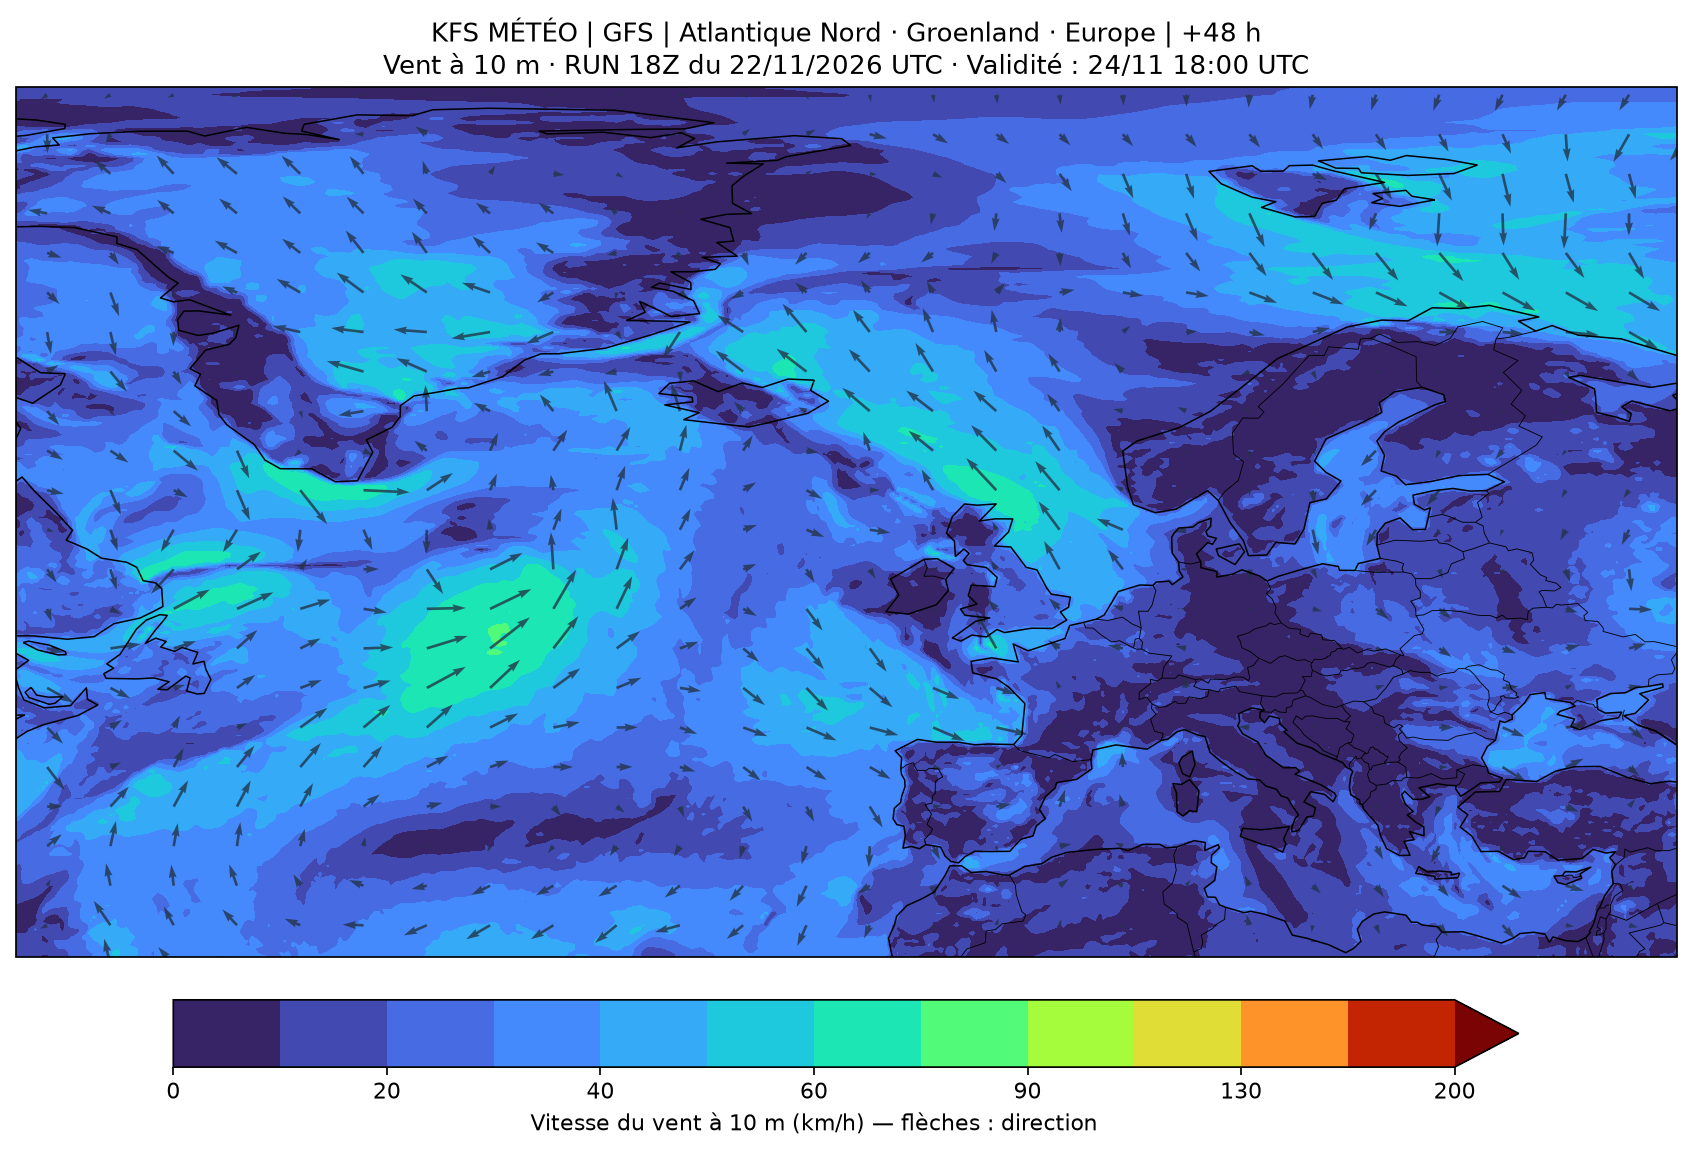 KFS MÉTÉO | GFS | Atlantique Nord · Groenland · Europe | +48 h
Vent à 10 m · RUN 18Z du 22/11/2026 UTC · Validité : 24/11 18:00 UTC
0 20 40 60 90 130 200
Vitesse du vent à 10 m (km/h) — flèches : direction